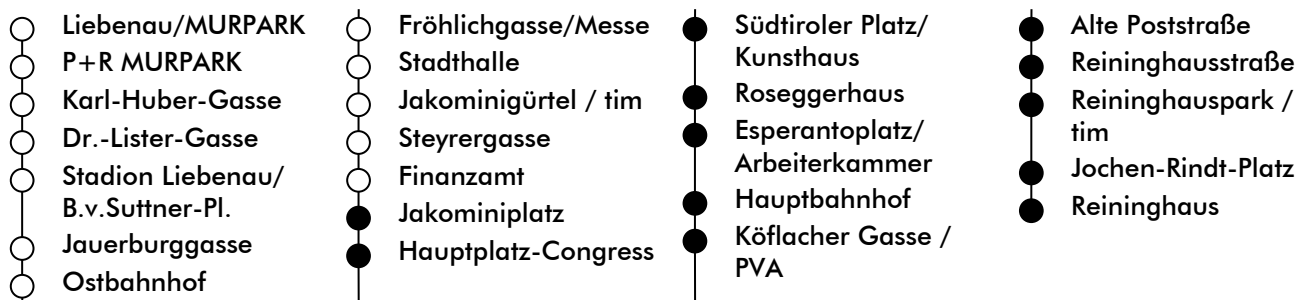 Liebenau/MURPARK
P+R MURPARK
Karl-Huber-Gasse
Dr.-Lister-Gasse
Stadion Liebenau/
B.v.Suttner-Pl.
Jauerburggasse
Ostbahnhof
Fröhlichgasse/Messe
Stadthalle
Jakominigürtel / tim
Steyrergasse
Finanzamt
Jakominiplatz
Hauptplatz-Congress
Südtiroler Platz/
Kunsthaus
Roseggerhaus
Esperantoplatz/
Arbeiterkammer
Hauptbahnhof
Köflacher Gasse /
PVA
Alte Poststraße
Reininghausstraße
Reininghauspark /
tim
Jochen-Rindt-Platz
Reininghaus